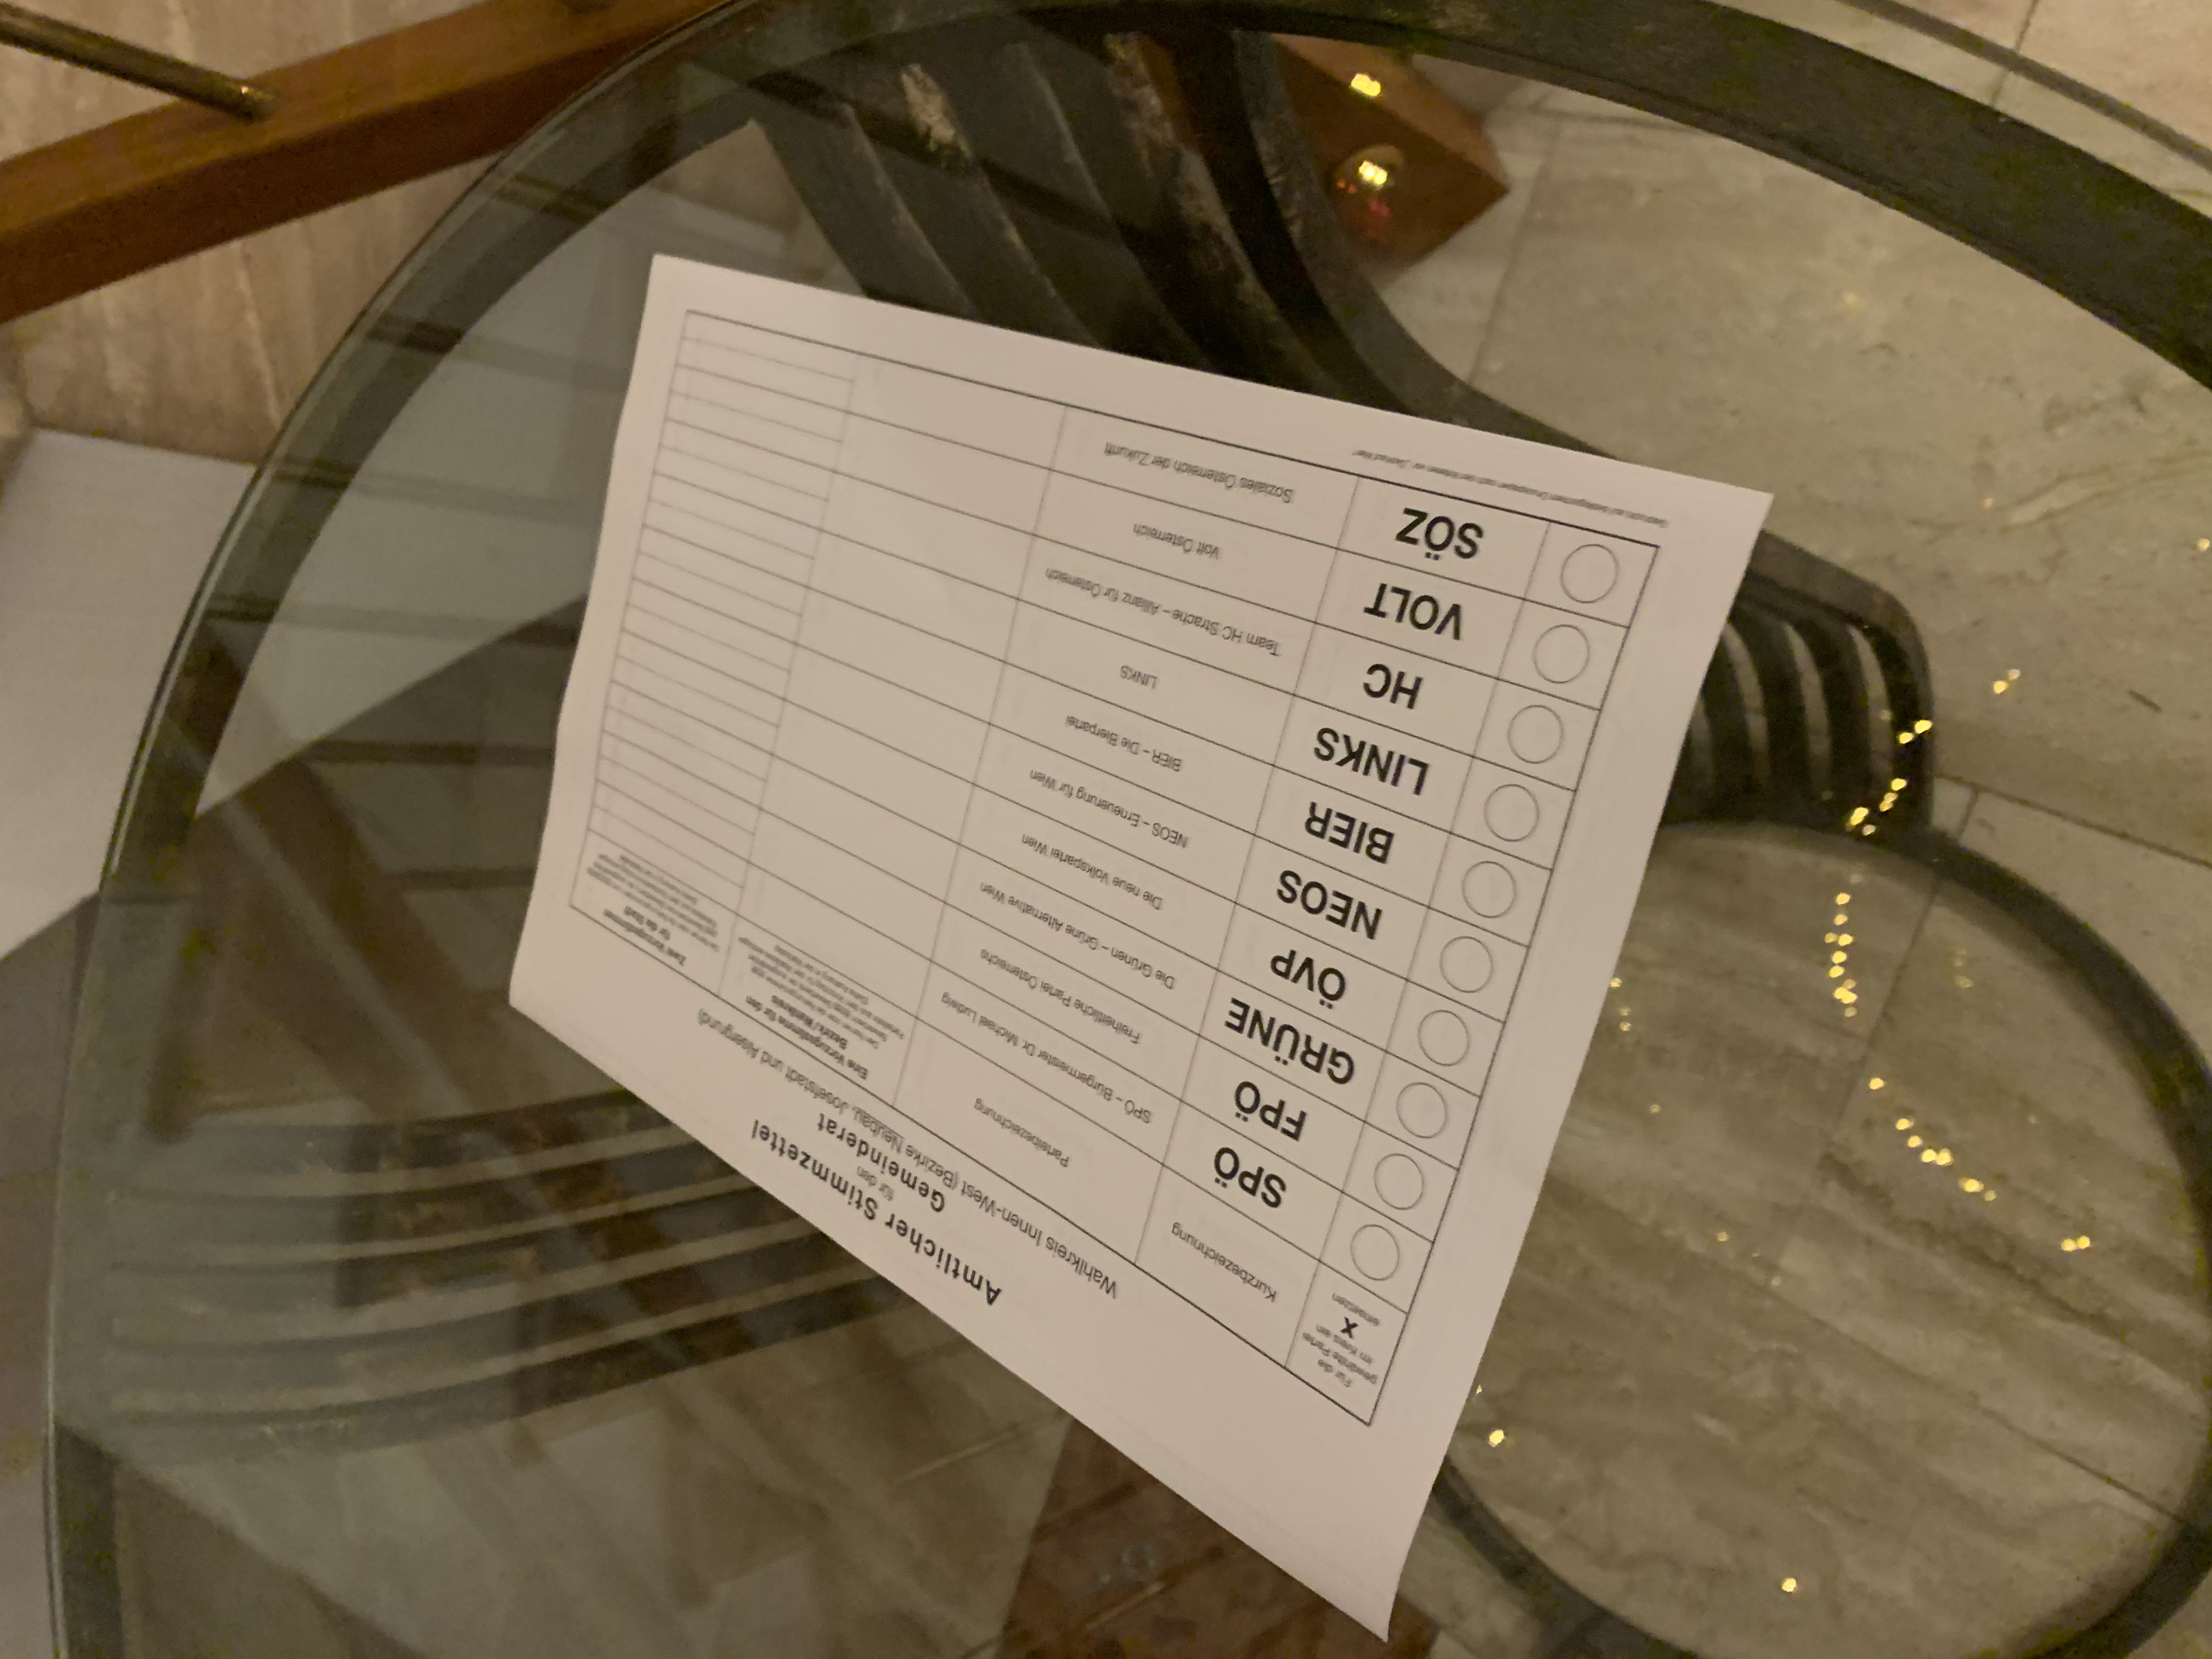 Amtlicher Stimmzettel
für den
Gemeinderat
Wahlkreis Innen-West (Bezirke Neubau, Josefstadt und Alsergrund)
Für die
gewählte Partei
im Kreis ein
X
einsetzen
Kurzbezeichnung
Parteibezeichnung
Eine Vorzugsstimme für den
Bezirk / Wahlkreis
Zwei Vorzugsstimmen
für die Stadt
SPÖ SPÖ – Bürgermeister Dr. Michael Ludwig
FPÖ Freiheitliche Partei Österreichs
GRÜNE Die Grünen – Grüne Alternative Wien
ÖVP Die neue Volkspartei Wien
NEOS NEOS – Erneuerung für Wien
BIER BIER – Die Bierpartei
LINKS LINKS
HC Team HC Strache – Allianz für Österreich
VOLT Volt Österreich
SÖZ Soziales Österreich der Zukunft